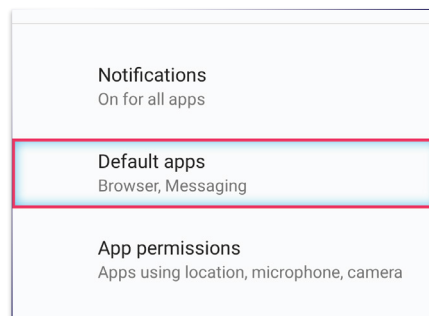 Notifications
On for all apps
Default apps
Browser, Messaging
App permissions
Apps using location, microphone, camera